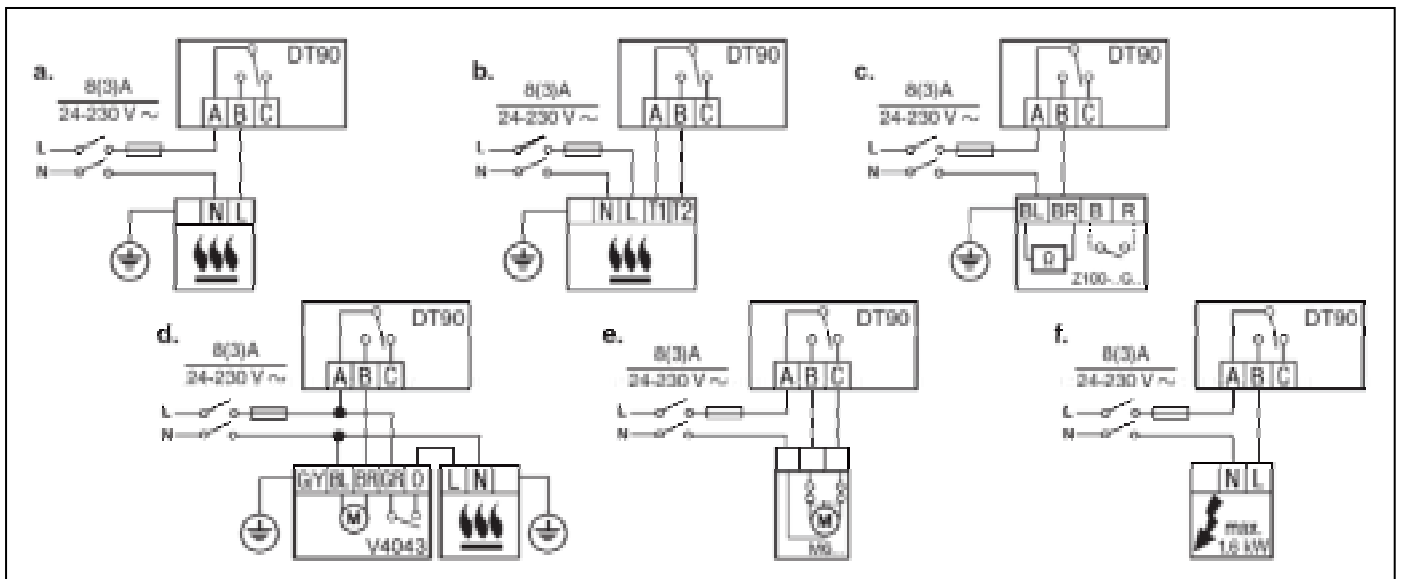 a.
8(3)A
24-230 V ~
DT90
A B C
L
N
N L
b.
8(3)A
24-230 V ~
DT90
A B C
L
N
N L T1 T2
c.
8(3)A
24-230 V ~
DT90
A B C
L
N
BL BR B R
Ω
Z100-..G..
d.
8(3)A
24-230 V ~
DT90
A B C
L
N
G/Y BL BR GR O
M
V4043
L N
e.
8(3)A
24-230 V ~
DT90
A B C
L
N
M
M6...
f.
8(3)A
24-230 V ~
DT90
A B C
L
N
N L
max.
1.6 kW